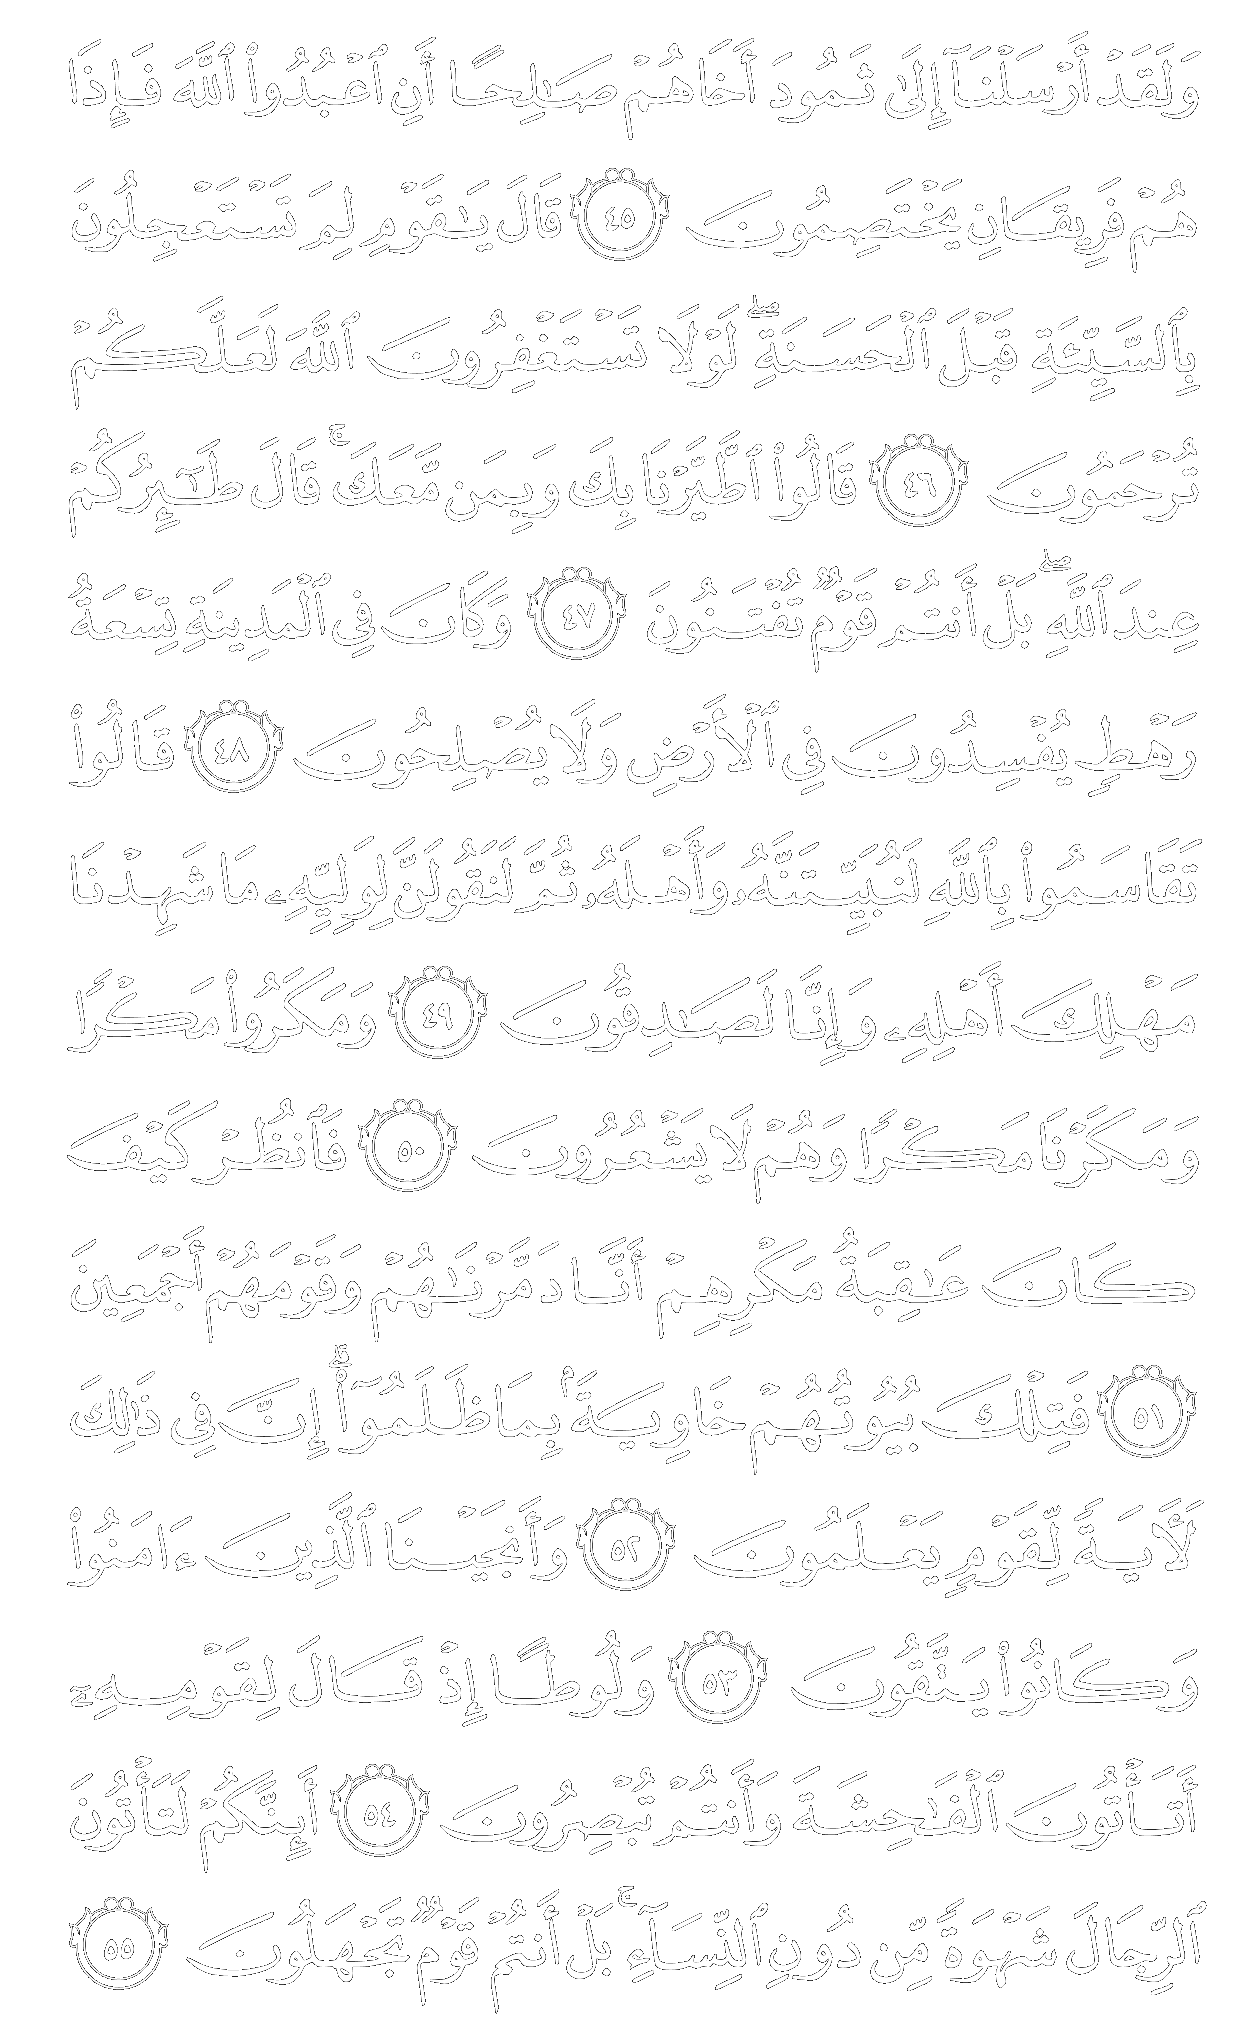 وَلَقَدْ أَرْسَلْنَآ إِلَىٰ ثَمُودَ أَخَاهُمْ صَـٰلِحًا أَنِ ٱعْبُدُوا۟ ٱللَّهَ فَإِذَا
هُمْ فَرِيقَانِ يَخْتَصِمُونَ ٤٥ قَالَ يَـٰقَوْمِ لِمَ تَسْتَعْجِلُونَ
بِٱلسَّيِّئَةِ قَبْلَ ٱلْحَسَنَةِ ۖ لَوْلَا تَسْتَغْفِرُونَ ٱللَّهَ لَعَلَّكُمْ
تُرْحَمُونَ ٤٦ قَالُوا۟ ٱطَّيَّرْنَا بِكَ وَبِمَن مَّعَكَ ۚ قَالَ طَـٰٓئِرُكُمْ
عِندَ ٱللَّهِ ۖ بَلْ أَنتُمْ قَوْمٌ تُفْتَنُونَ ٤٧ وَكَانَ فِى ٱلْمَدِينَةِ تِسْعَةُ
رَهْطٍ يُفْسِدُونَ فِى ٱلْأَرْضِ وَلَا يُصْلِحُونَ ٤٨ قَالُوا۟
تَقَاسَمُوا۟ بِٱللَّهِ لَنُبَيِّتَنَّهُۥ وَأَهْلَهُۥ ثُمَّ لَنَقُولَنَّ لِوَلِيِّهِۦ مَا شَهِدْنَا
مَهْلِكَ أَهْلِهِۦ وَإِنَّا لَصَـٰدِقُونَ ٤٩ وَمَكَرُوا۟ مَكْرًا
وَمَكَرْنَا مَكْرًا وَهُمْ لَا يَشْعُرُونَ ٥٠ فَٱنظُرْ كَيْفَ
كَانَ عَـٰقِبَةُ مَكْرِهِمْ أَنَّا دَمَّرْنَـٰهُمْ وَقَوْمَهُمْ أَجْمَعِينَ
٥١ فَتِلْكَ بُيُوتُهُمْ خَاوِيَةًۢ بِمَا ظَلَمُوٓا۟ ۗ إِنَّ فِى ذَٰلِكَ
لَـَٔايَةً لِّقَوْمٍ يَعْلَمُونَ ٥٢ وَأَنجَيْنَا ٱلَّذِينَ ءَامَنُوا۟
وَكَانُوا۟ يَتَّقُونَ ٥٣ وَلُوطًا إِذْ قَالَ لِقَوْمِهِۦٓ
أَتَأْتُونَ ٱلْفَـٰحِشَةَ وَأَنتُمْ تُبْصِرُونَ ٥٤ أَئِنَّكُمْ لَتَأْتُونَ
ٱلرِّجَالَ شَهْوَةً مِّن دُونِ ٱلنِّسَآءِ ۚ بَلْ أَنتُمْ قَوْمٌ تَجْهَلُونَ ٥٥